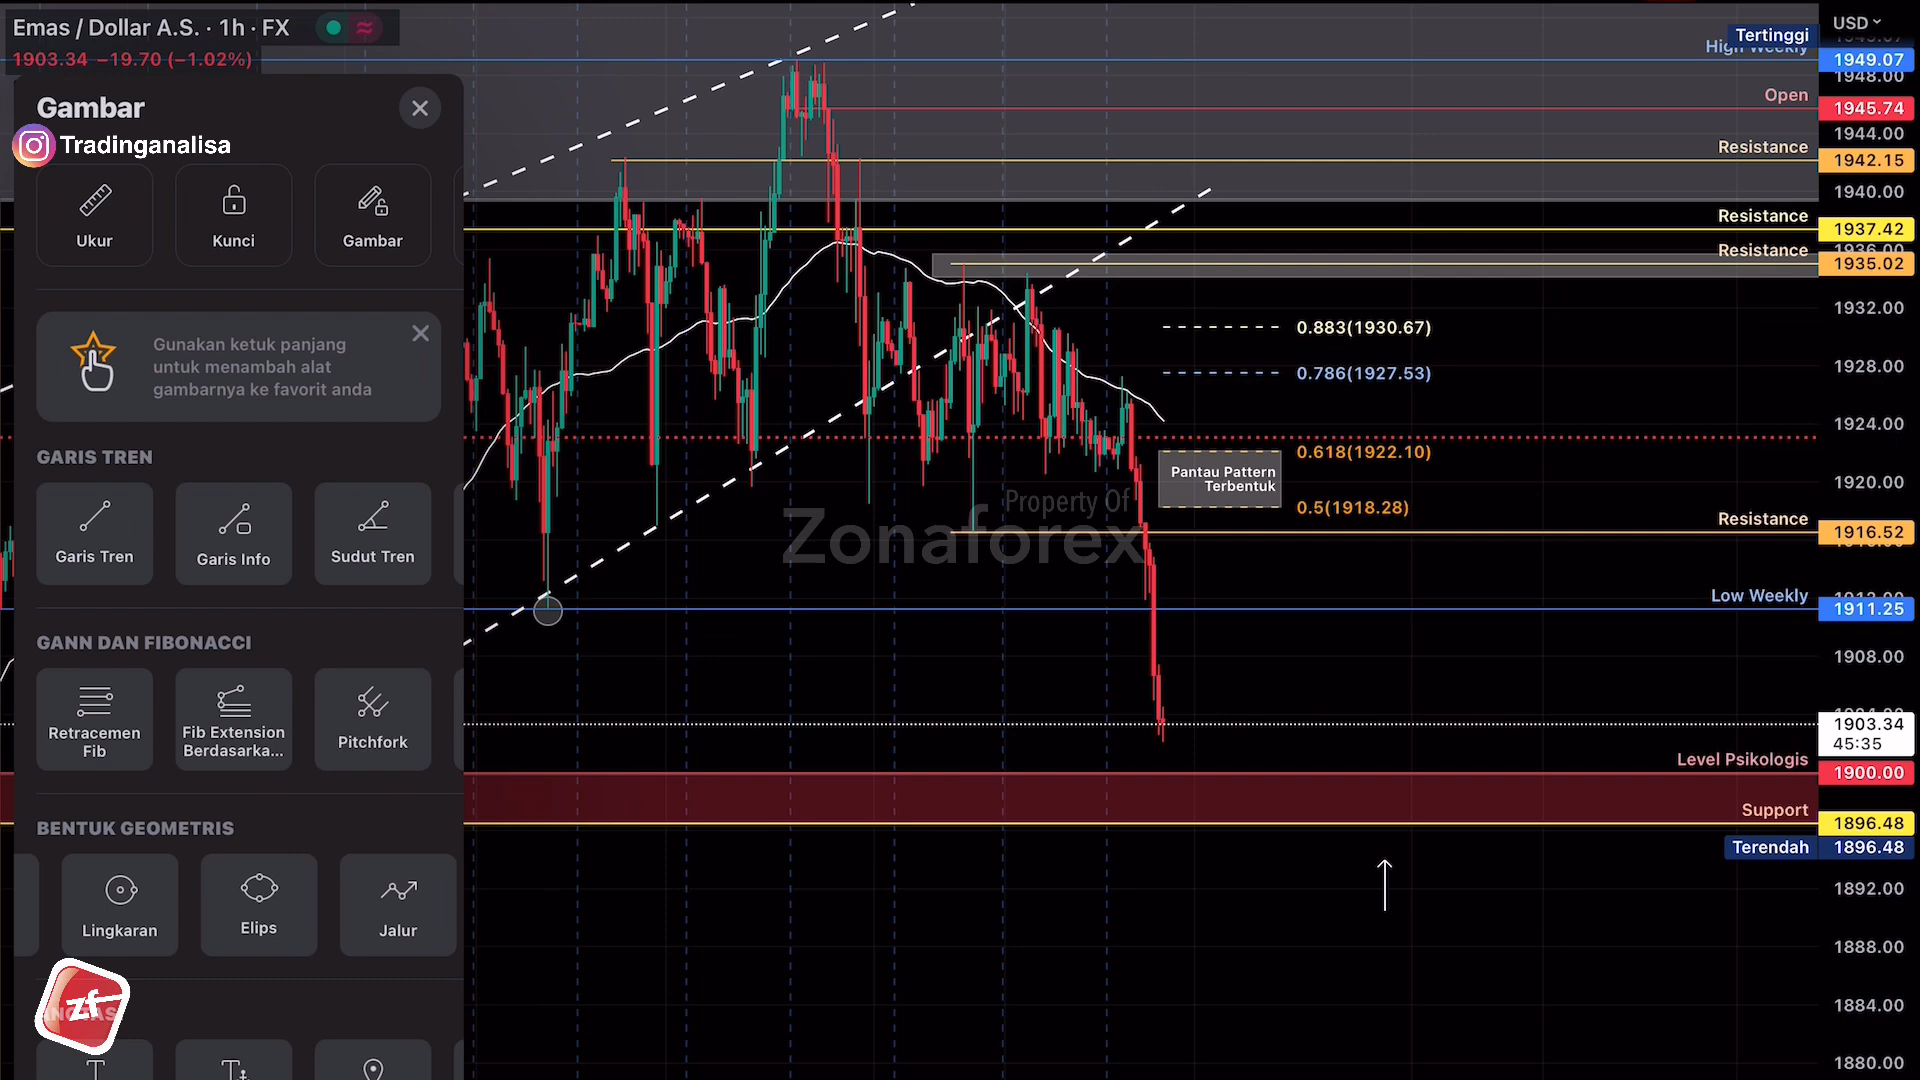 Emas / Dollar A.S. · 1h · FX
1903.34 −19.70 (−1.02%)
USD
Tertinggi
High Weekly
1949.07
1948.00
Open
1945.74
1944.00
Resistance
1942.15
1940.00
Resistance
1937.42
1936.00
Resistance
1935.02
1932.00
1928.00
1924.00
1920.00
Resistance
1916.52
Low Weekly
1911.25
1908.00
1903.34
45:35
Level Psikologis
1900.00
Support
1896.48
Terendah
1896.48
1892.00
1888.00
1884.00
1880.00
0.883(1930.67)
0.786(1927.53)
0.618(1922.10)
0.5(1918.28)
Pantau Pattern
Terbentuk
Property Of
Zonaforex
Gambar
Tradinganalisa
Ukur
Kunci
Gambar
Gunakan ketuk panjang
untuk menambah alat
gambarnya ke favorit anda
GARIS TREN
Garis Tren
Garis Info
Sudut Tren
GANN DAN FIBONACCI
Retracemen
Fib
Fib Extension
Berdasarka...
Pitchfork
BENTUK GEOMETRIS
Lingkaran
Elips
Jalur
zf